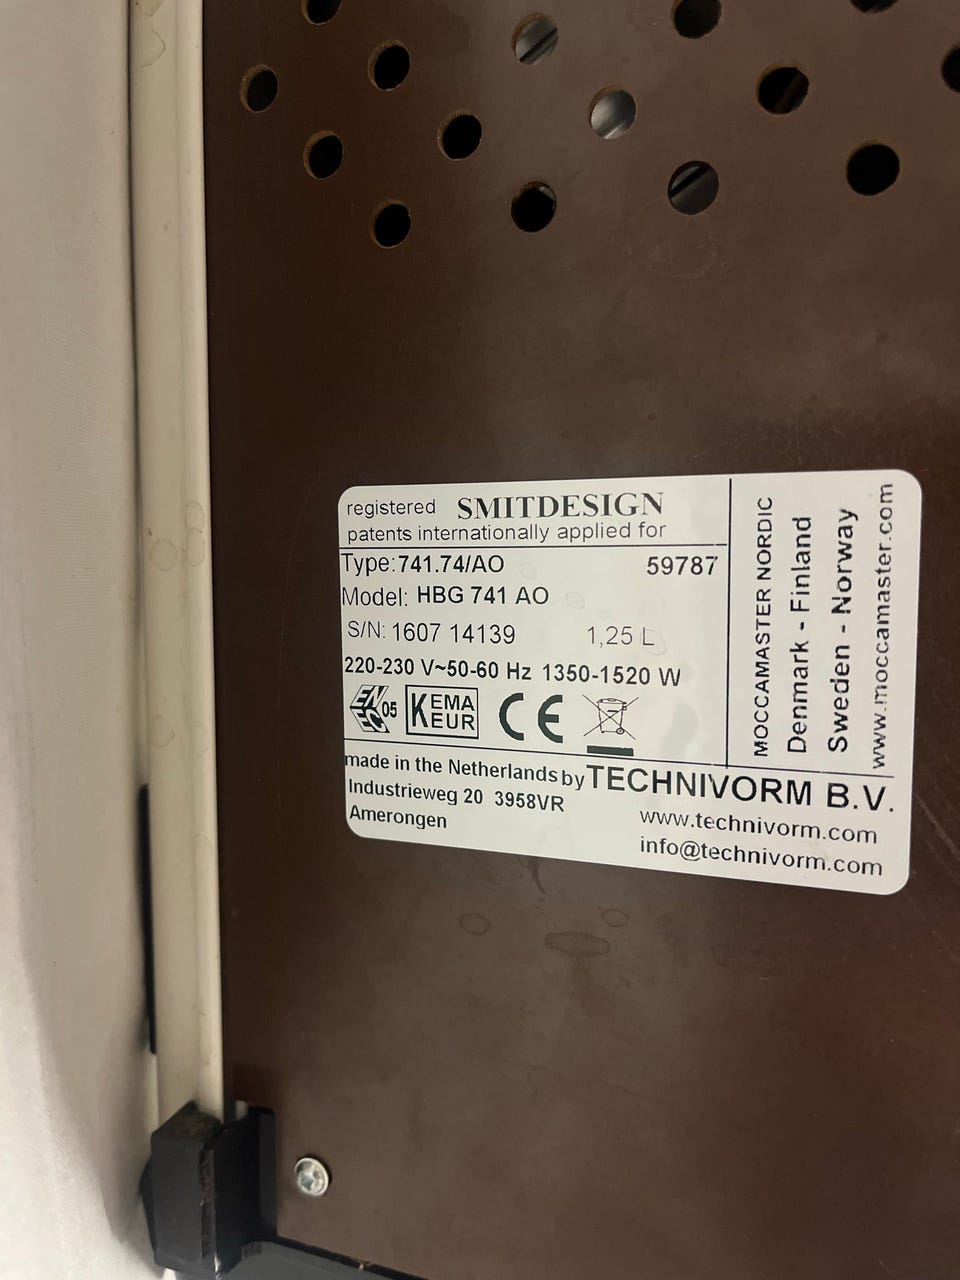 registered SMITDESIGN
patents internationally applied for
Type: 741.74/AO 59787
Model: HBG 741 AO
S/N: 1607 14139 1,25 L
220-230 V~50-60 Hz 1350-1520 W
ENEC 05 KEMA KEUR CE
made in the Netherlands by TECHNIVORM B.V.
Industrieweg 20 3958VR
Amerongen
www.technivorm.com
info@technivorm.com
MOCCAMASTER NORDIC
Denmark - Finland
Sweden - Norway
www.moccamaster.com